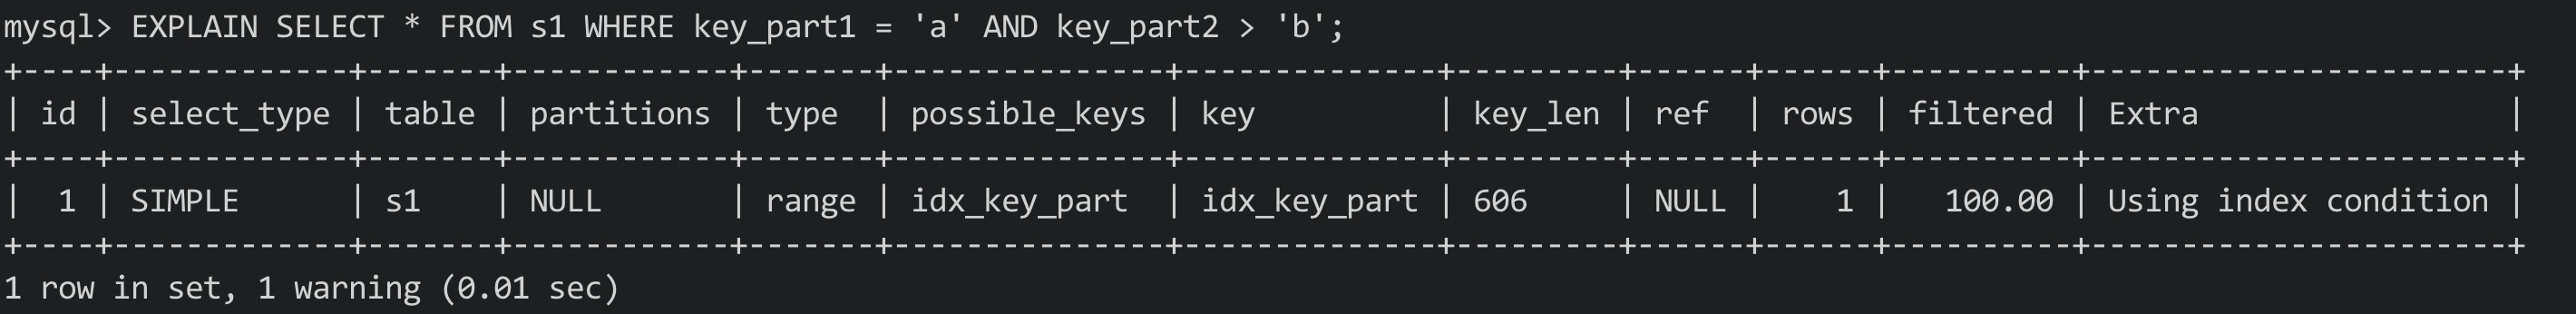 mysql> EXPLAIN SELECT * FROM s1 WHERE key_part1 = 'a' AND key_part2 > 'b';
+----+-------------+-------+------------+-------+---------------+--------------+---------+------+------+----------+-----------------------+
| id | select_type | table | partitions | type  | possible_keys | key          | key_len | ref  | rows | filtered | Extra                 |
+----+-------------+-------+------------+-------+---------------+--------------+---------+------+------+----------+-----------------------+
|  1 | SIMPLE      | s1    | NULL       | range | idx_key_part  | idx_key_part | 606     | NULL |    1 |   100.00 | Using index condition |
+----+-------------+-------+------------+-------+---------------+--------------+---------+------+------+----------+-----------------------+
1 row in set, 1 warning (0.01 sec)